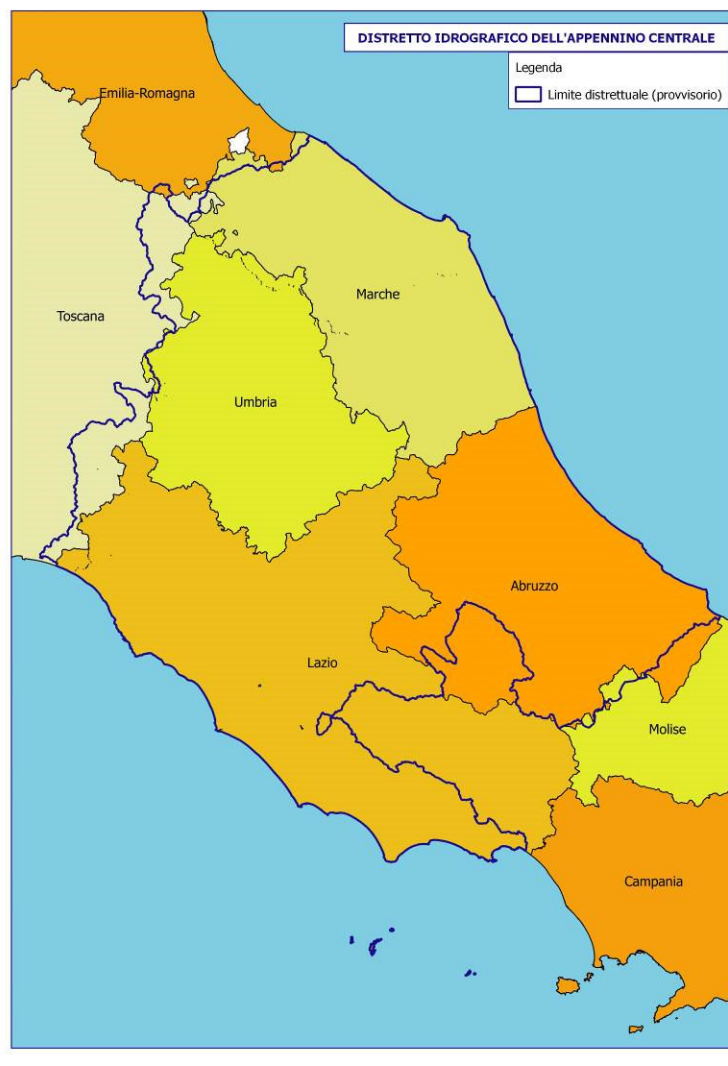 DISTRETTO IDROGRAFICO DELL'APPENNINO CENTRALE
Legenda
Limite distrettuale (provvisorio)
Emilia-Romagna
Marche
Toscana
Umbria
Abruzzo
Lazio
Molise
Campania